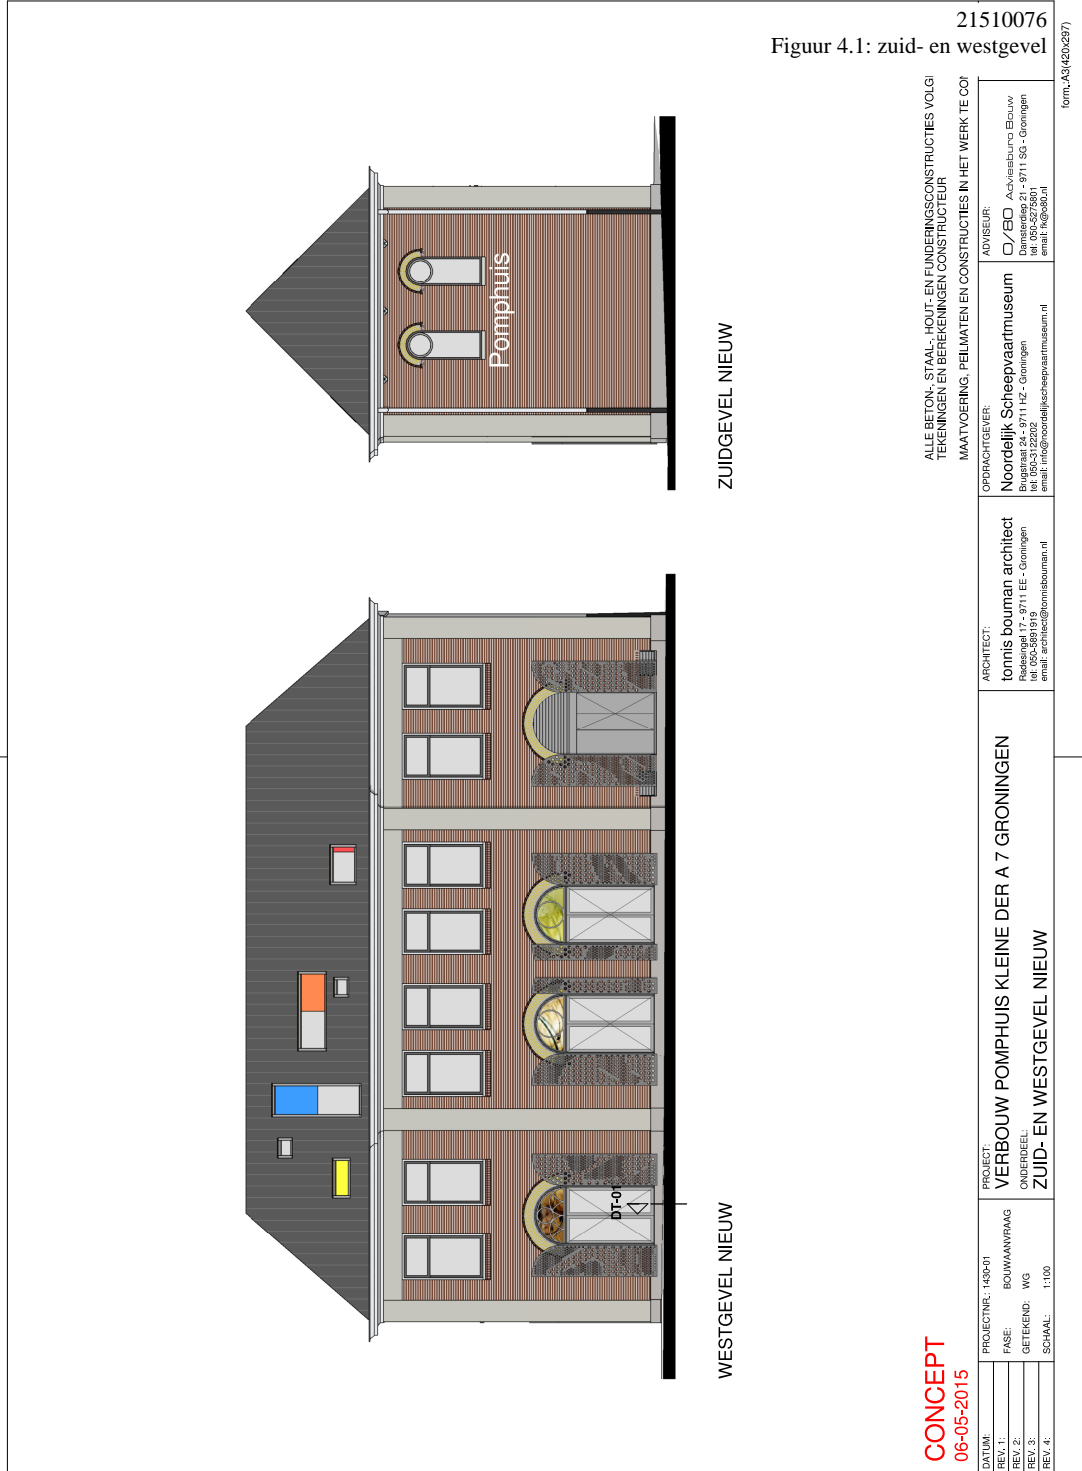 21510076
Figuur 4.1: zuid- en westgevel
form.:A3(420x297)
Pomphuis
ZUIDGEVEL NIEUW
DT-01
WESTGEVEL NIEUW
ALLE BETON-, STAAL-, HOUT- EN FUNDERINGSCONSTRUCTIES VOLG
TEKENINGEN EN BEREKENINGEN CONSTRUCTEUR
MAATVOERING, PEILMATEN EN CONSTRUCTIES IN HET WERK TE CO
CONCEPT
06-05-2015
DATUM:
REV. 1:
REV. 2:
REV. 3:
REV. 4:
PROJECTNR.: 1430-01
FASE: BOUWAANVRAAG
GETEKEND: WG
SCHAAL: 1:100
PROJECT:
VERBOUW POMPHUIS KLEINE DER A 7 GRONINGEN
ONDERDEEL:
ZUID- EN WESTGEVEL NIEUW
ARCHITECT:
tonnis bouman architect
Radesingel 17 - 9711 EE - Groningen
tel: 050-5891919
email: architect@tonnisbouman.nl
OPDRACHTGEVER:
Noordelijk Scheepvaartmuseum
Brugstraat 24 - 9711 HZ - Groningen
tel: 050-3122202
email: info@noordelijkscheepvaartmuseum.nl
ADVISEUR:
O/80 Adviesburo Bouw
Damsterdiep 21 - 9711 SG - Groningen
tel: 050-5275801
email: fk@o80.nl